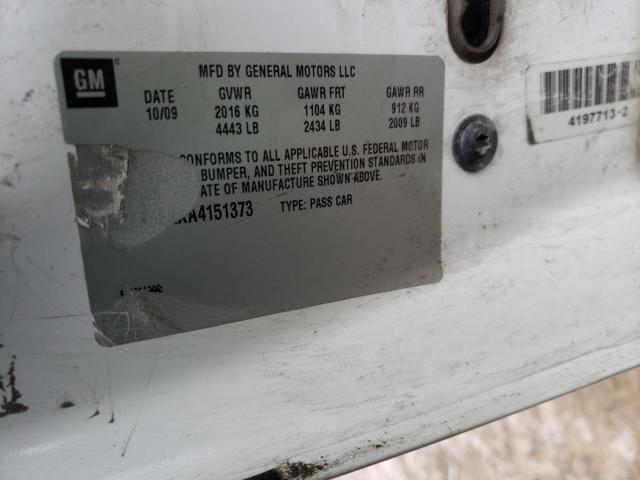 GM
MFD BY GENERAL MOTORS LLC
DATE GVWR GAWR FRT GAWR RR
10/09 2016 KG 1104 KG 912 KG
4443 LB 2434 LB 2009 LB
CONFORMS TO ALL APPLICABLE U.S. FEDERAL MOTOR
BUMPER, AND THEFT PREVENTION STANDARDS IN
ATE OF MANUFACTURE SHOWN ABOVE.
XA4151373 TYPE: PASS CAR
4197713-2